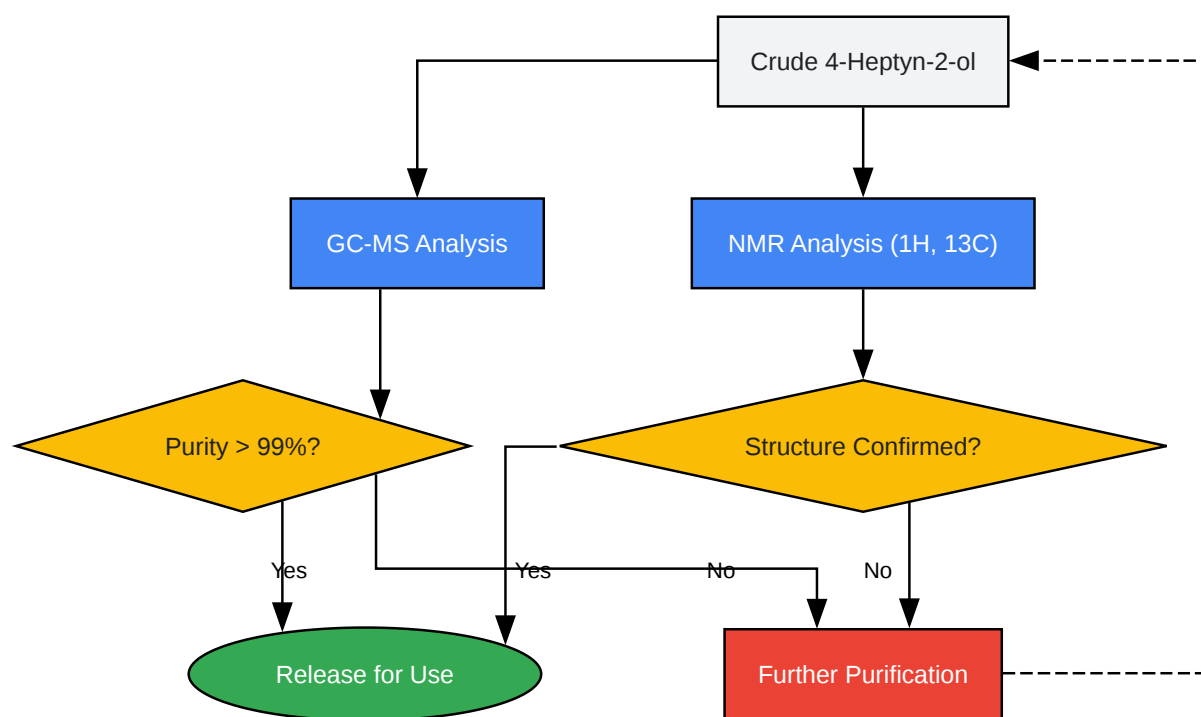 Crude 4-Heptyn-2-ol
GC-MS Analysis
NMR Analysis (1H, 13C)
Purity > 99%?
Structure Confirmed?
Yes
Yes
No
No
Release for Use
Further Purification